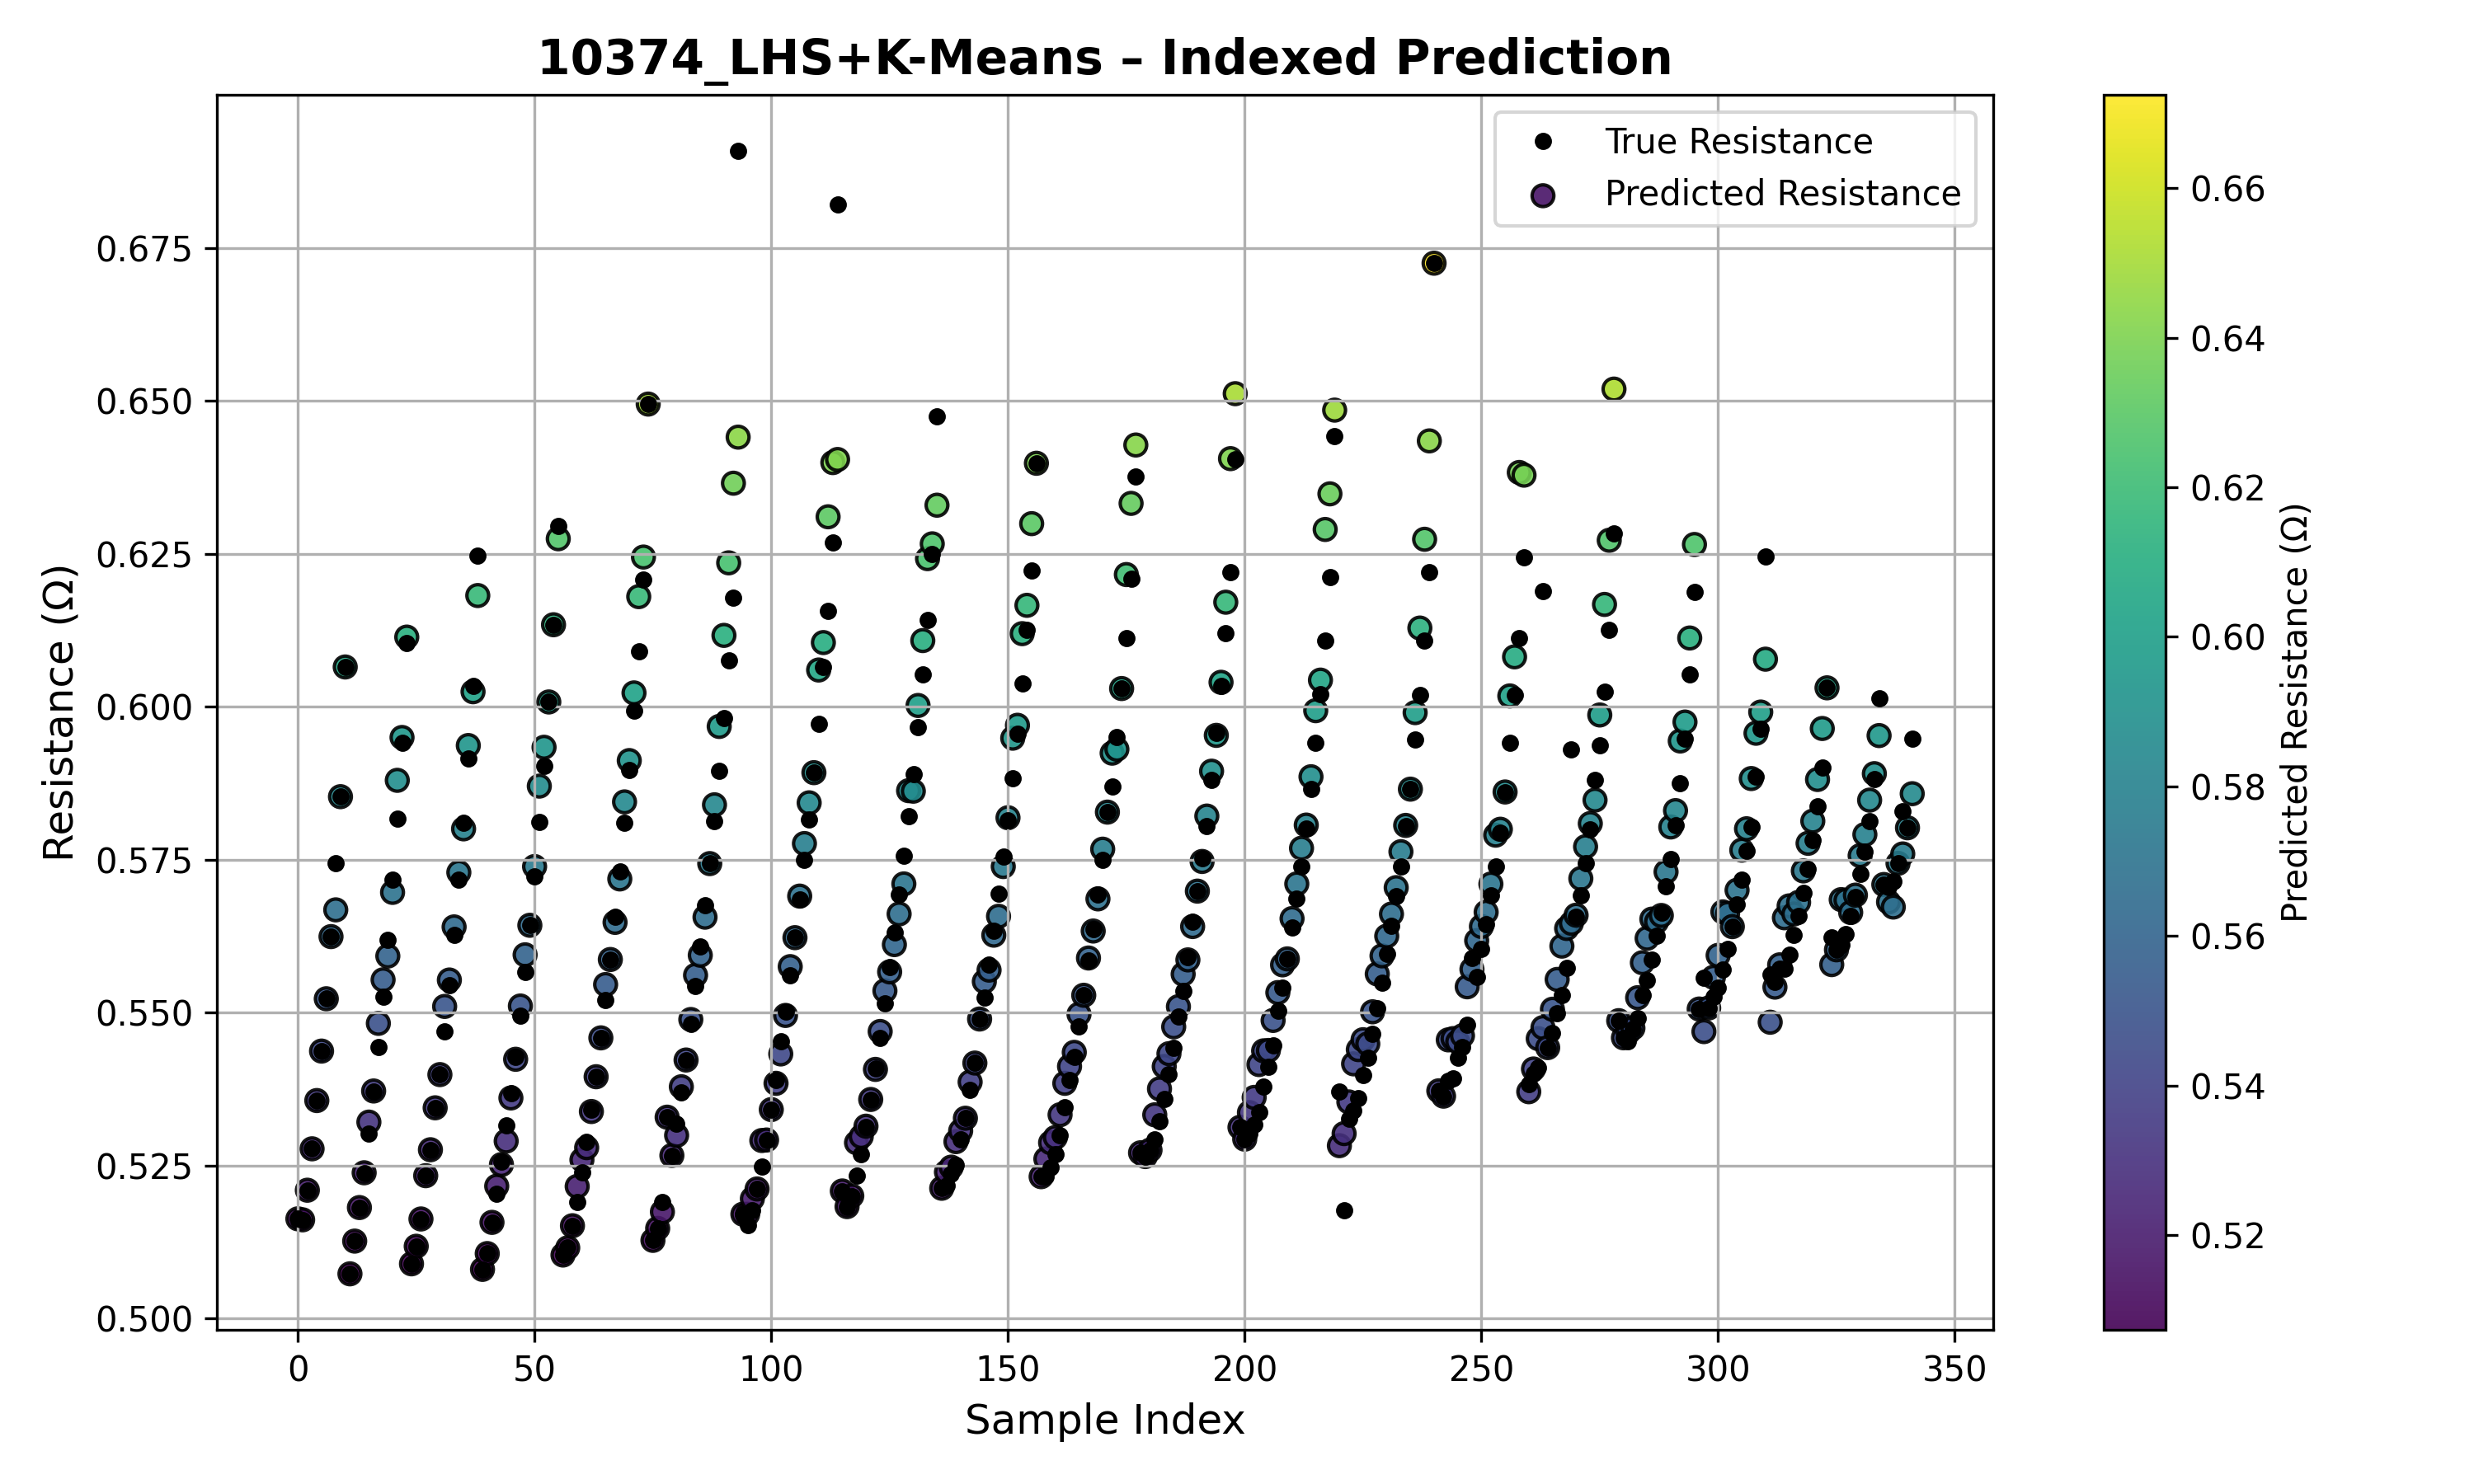 10374_LHS+K-Means – Indexed Prediction
True Resistance
Predicted Resistance
Resistance (Ω)
0.675
0.650
0.625
0.600
0.575
0.550
0.525
0.500
0 50 100 150 200 250 300 350
Sample Index
0.66
0.64
0.62
0.60
0.58
0.56
0.54
0.52
Predicted Resistance (Ω)